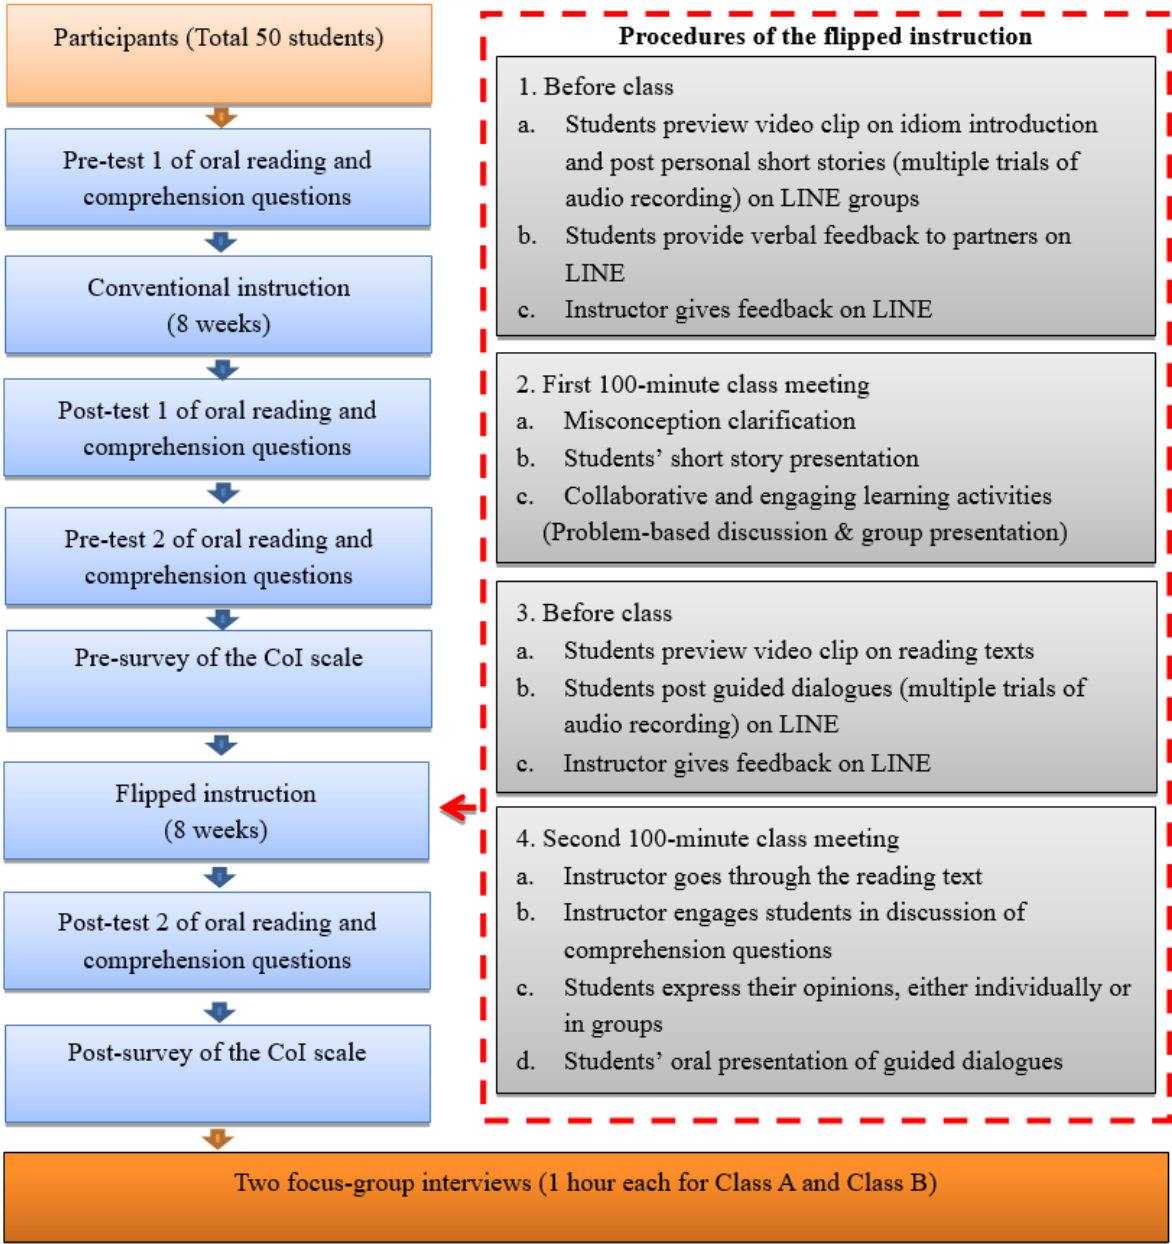 Participants (Total 50 students)
Pre-test 1 of oral reading and
comprehension questions
Conventional instruction
(8 weeks)
Post-test 1 of oral reading and
comprehension questions
Pre-test 2 of oral reading and
comprehension questions
Pre-survey of the CoI scale
Flipped instruction
(8 weeks)
Post-test 2 of oral reading and
comprehension questions
Post-survey of the CoI scale
Procedures of the flipped instruction
1. Before class
a. Students preview video clip on idiom introduction
and post personal short stories (multiple trials of
audio recording) on LINE groups
b. Students provide verbal feedback to partners on
LINE
c. Instructor gives feedback on LINE
2. First 100-minute class meeting
a. Misconception clarification
b. Students’ short story presentation
c. Collaborative and engaging learning activities
(Problem-based discussion & group presentation)
3. Before class
a. Students preview video clip on reading texts
b. Students post guided dialogues (multiple trials of
audio recording) on LINE
c. Instructor gives feedback on LINE
4. Second 100-minute class meeting
a. Instructor goes through the reading text
b. Instructor engages students in discussion of
comprehension questions
c. Students express their opinions, either individually or
in groups
d. Students’ oral presentation of guided dialogues
Two focus-group interviews (1 hour each for Class A and Class B)